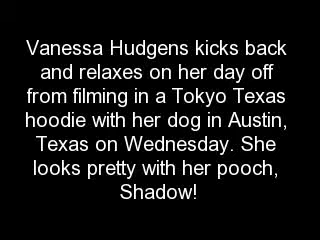 Vanessa Hudgens kicks back
and relaxes on her day off
from filming in a Tokyo Texas
hoodie with her dog in Austin,
Texas on Wednesday. She
looks pretty with her pooch,
Shadow!